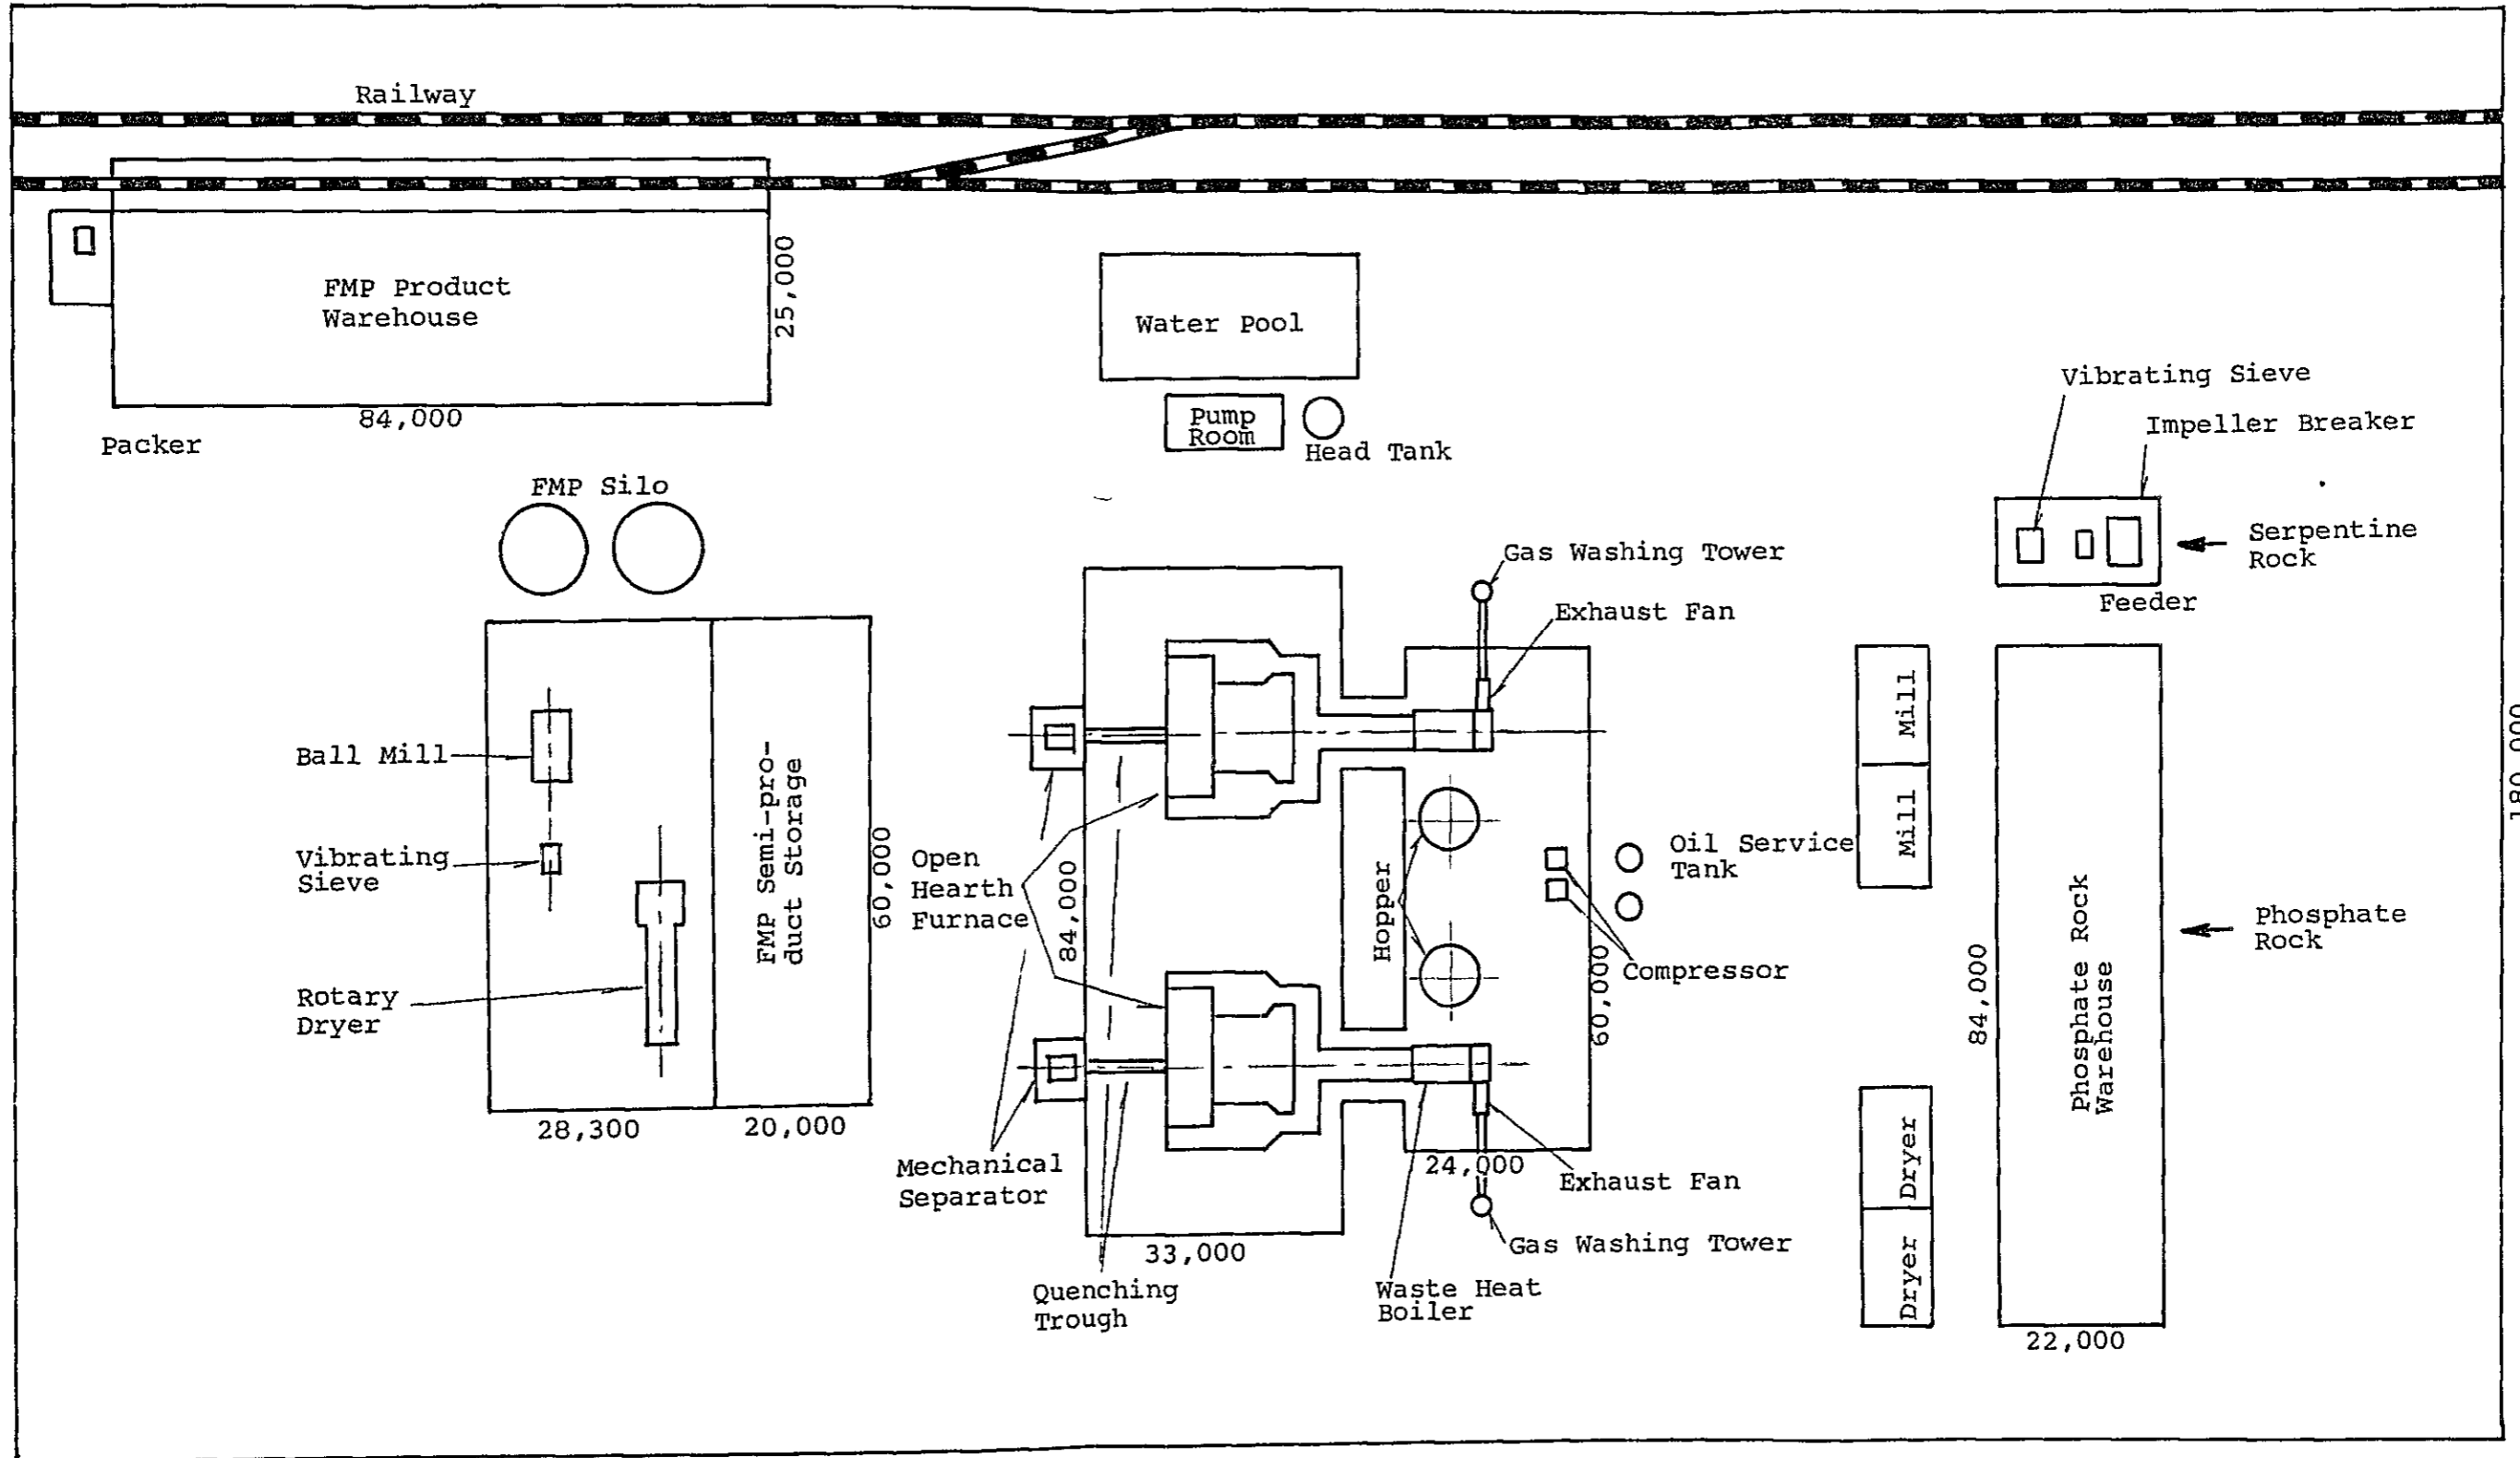 Railway
FMP Product
Warehouse
25,000
84,000
Packer
Water Pool
Pump
Room
Head Tank
Vibrating Sieve
Impeller Breaker
Serpentine
Rock
Feeder
FMP Silo
Gas Washing Tower
Exhaust Fan
Ball Mill
Vibrating
Sieve
Rotary
Dryer
FMP Semi-pro-
duct Storage
60,000
28,300
20,000
Open
Hearth
Furnace
84,000
Hopper
Oil Service
Tank
Compressor
60,000
Mill
Mill
84,000
Phosphate Rock
Warehouse
Phosphate
Rock
180,000
Mechanical
Separator
24,000
Exhaust Fan
Gas Washing Tower
33,000
Quenching
Trough
Waste Heat
Boiler
Dryer
Dryer
22,000